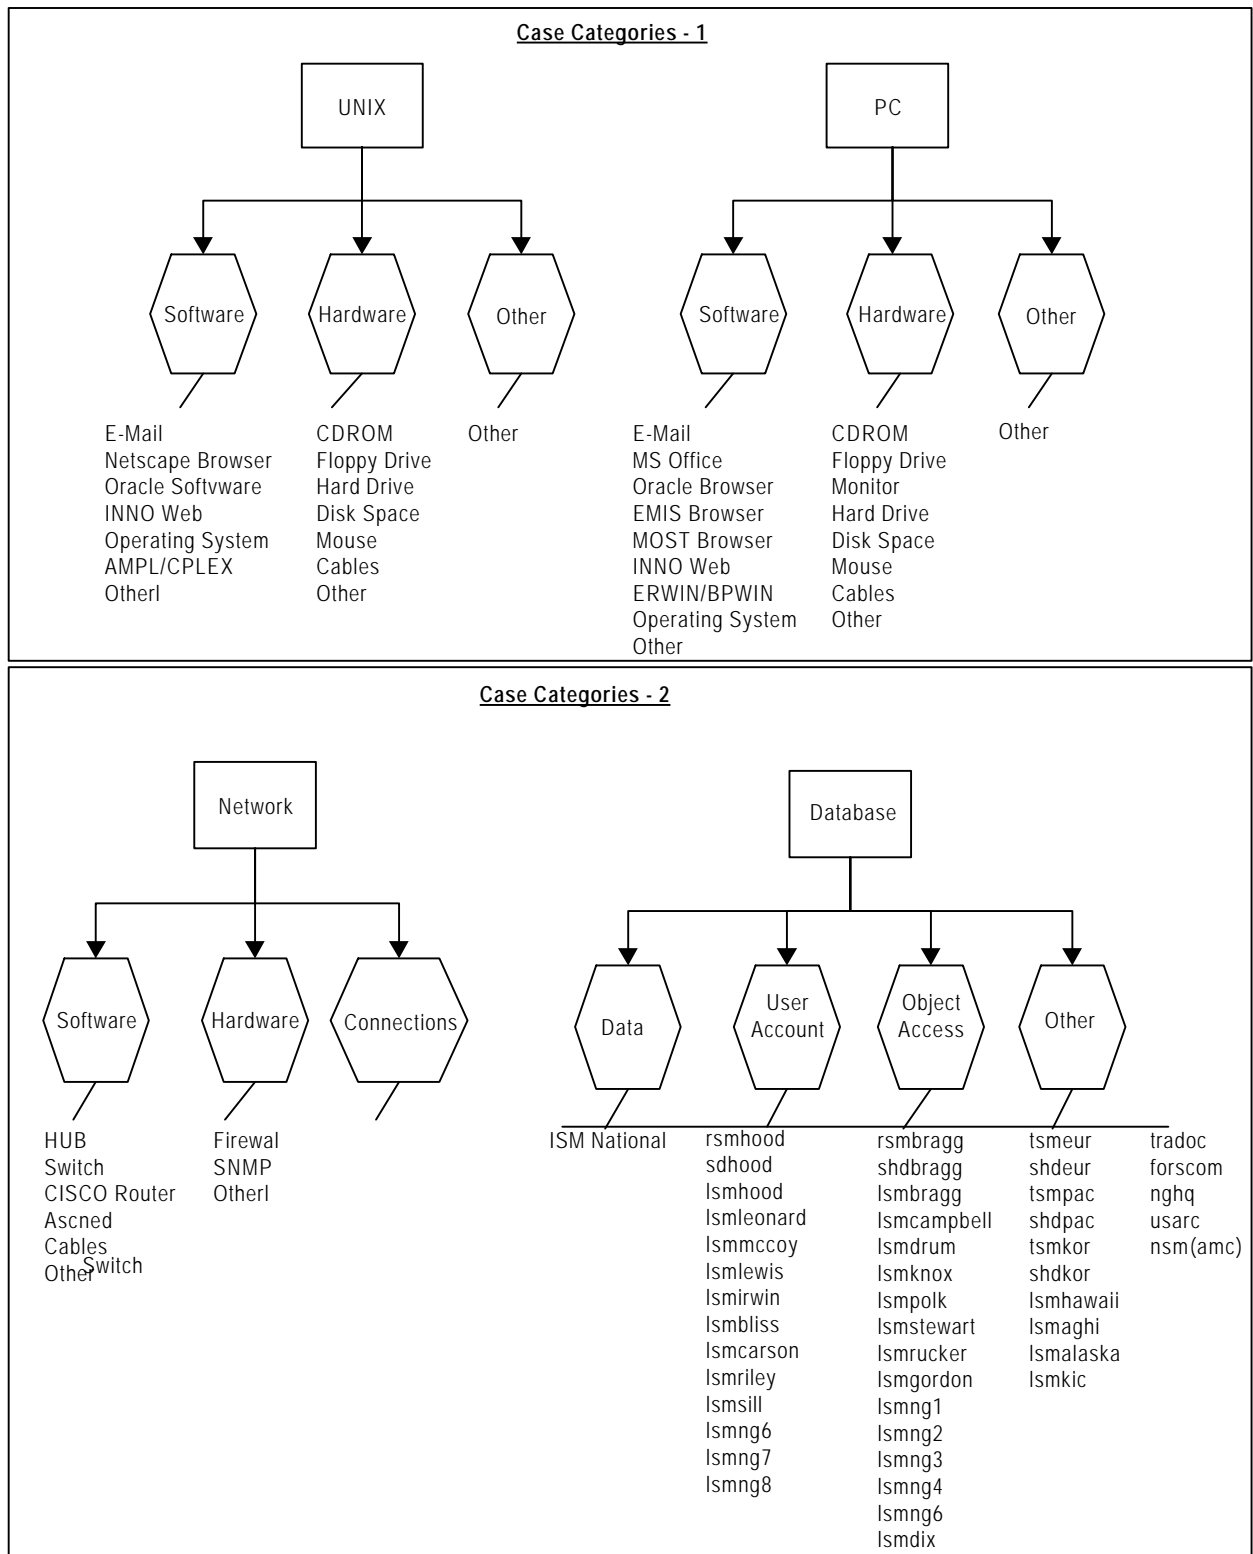 Case Categories - 1
UNIX
PC
Software
Hardware
Other
Software
Hardware
Other
E-Mail
Netscape Browser
Oracle Softvware
INNO Web
Operating System
AMPL/CPLEX
Otherl
CDROM
Floppy Drive
Hard Drive
Disk Space
Mouse
Cables
Other
Other
E-Mail
MS Office
Oracle Browser
EMIS Browser
MOST Browser
INNO Web
ERWIN/BPWIN
Operating System
Other
CDROM
Floppy Drive
Monitor
Hard Drive
Disk Space
Mouse
Cables
Other
Other
Case Categories - 2
Network
Database
Software
Hardware
Connections
Data
User
Account
Object
Access
Other
HUB
Switch
CISCO Router
Ascned
Cables
Switch
Other
Firewal
SNMP
Otherl
ISM National
rsmhood
sdhood
lsmhood
lsmleonard
lsmmccoy
lsmlewis
lsmirwin
lsmbliss
lsmcarson
lsmriley
lsmsill
lsmng6
lsmng7
lsmng8
rsmbragg
shdbragg
lsmbragg
lsmcampbell
lsmdrum
lsmknox
lsmpolk
lsmstewart
lsmrucker
lsmgordon
lsmng1
lsmng2
lsmng3
lsmng4
lsmng6
lsmdix
tsmeur
shdeur
tsmpac
shdpac
tsmkor
shdkor
lsmhawaii
lsmaghi
lsmalaska
lsmkic
tradoc
forscom
nghq
usarc
nsm(amc)